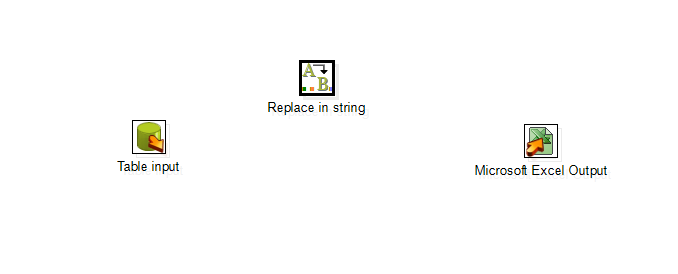 A
B
Replace in string
Table input
Microsoft Excel Output